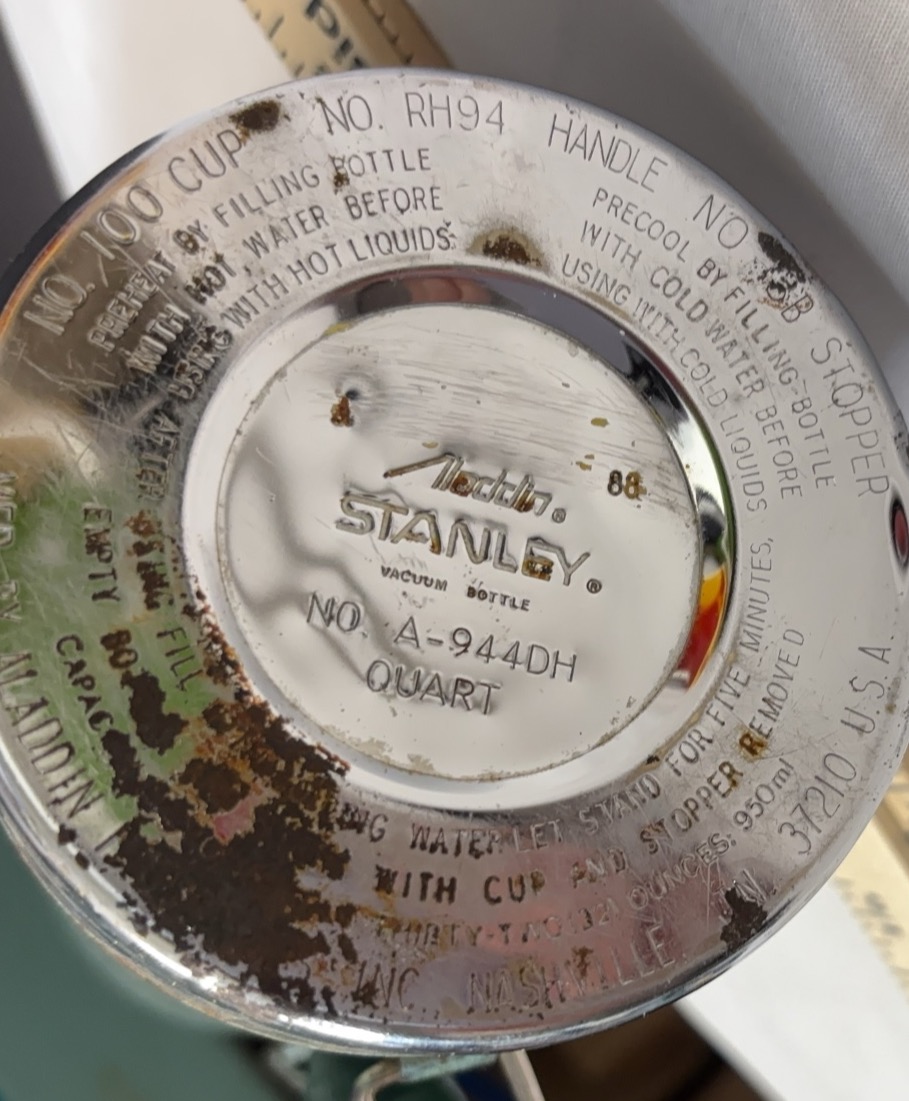 Aladdin®
STANLEY®
VACUUM BOTTLE
NO. A-944DH
QUART
NO. 100 CUP NO. RH94 HANDLE NO STOPPER
PREHEAT BY FILLING BOTTLE
WITH HOT WATER BEFORE
USING WITH HOT LIQUIDS.
PRECOOL BY FILLING BOTTLE
WITH COLD WATER BEFORE
USING WITH COLD LIQUIDS
AFTER USING FILL WATER LET STAND FOR FIVE MINUTES,
EMPTY WITH CUP AND STOPPER REMOVED
OUNCES. 950ml
ALADDIN INC. NASHVILLE 37210 U.S.A.